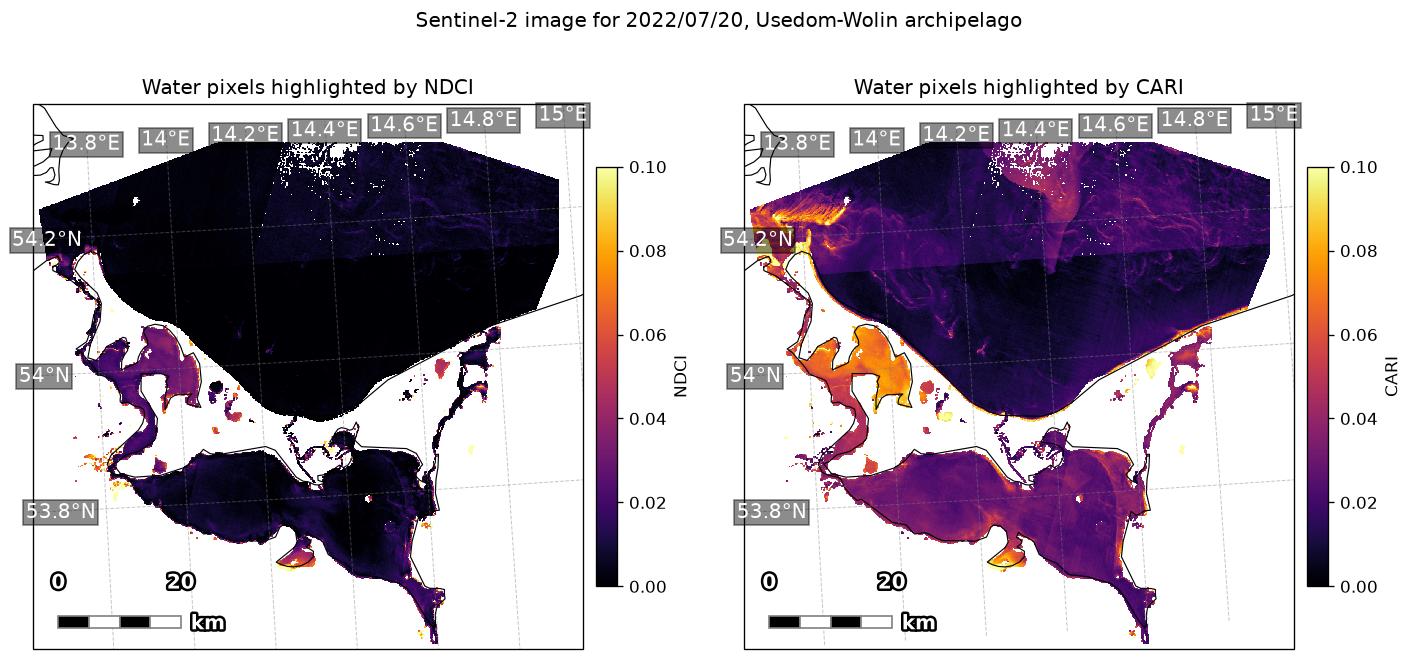 Sentinel-2 image for 2022/07/20, Usedom-Wolin archipelago
Water pixels highlighted by NDCI
13.8°E 14°E 14.2°E 14.4°E 14.6°E 14.8°E 15°E
54.2°N
54°N
53.8°N
0 20
km
0.10
0.08
0.06
0.04
0.02
0.00
NDCI
Water pixels highlighted by CARI
13.8°E 14°E 14.2°E 14.4°E 14.6°E 14.8°E 15°E
54.2°N
54°N
53.8°N
0 20
km
0.10
0.08
0.06
0.04
0.02
0.00
CARI